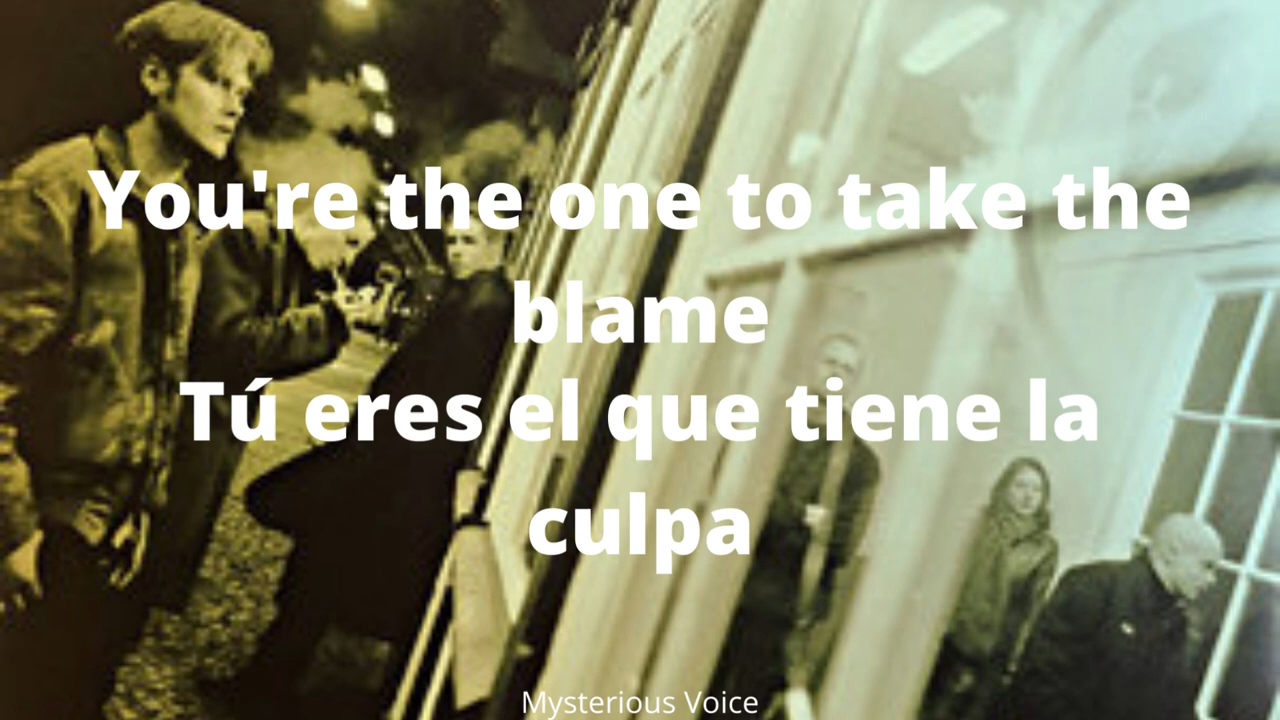 You're the one to take the
blame
Tú eres el que tiene la
culpa
Mysterious Voice